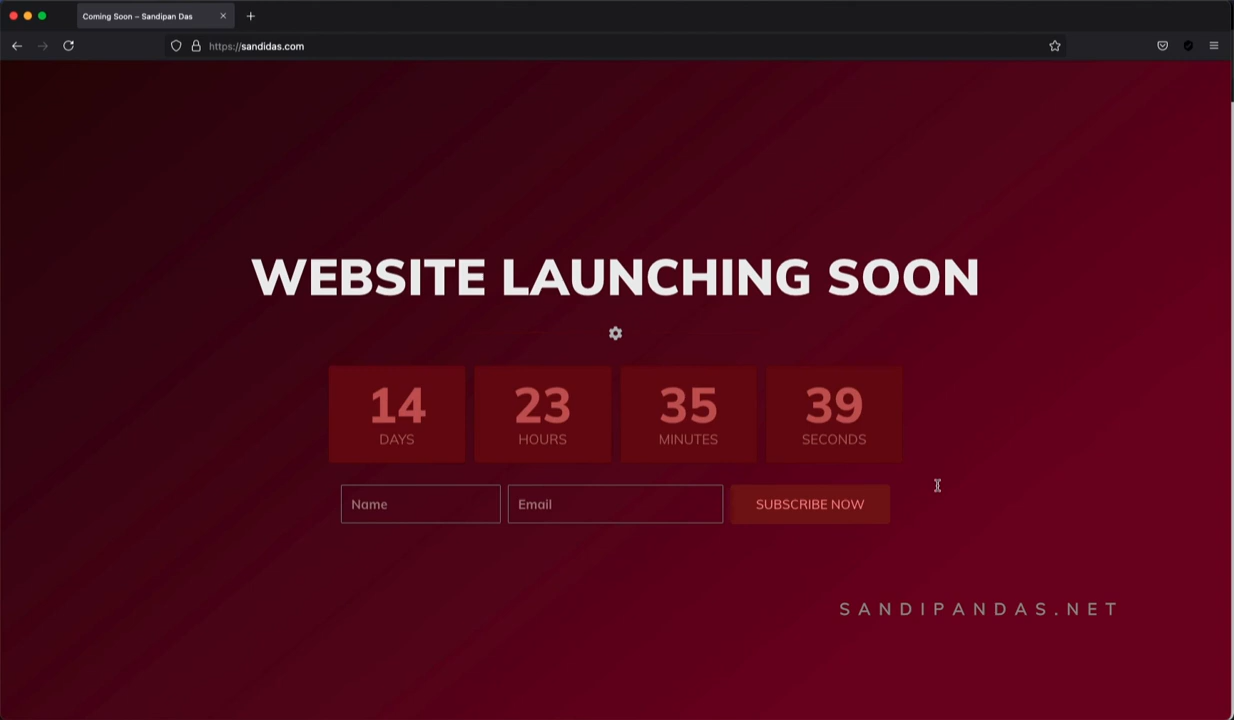 Coming Soon – Sandipan Das
https://sandidas.com
WEBSITE LAUNCHING SOON
14 23 35 39
DAYS HOURS MINUTES SECONDS
Name Email SUBSCRIBE NOW
SANDIPANDAS.NET